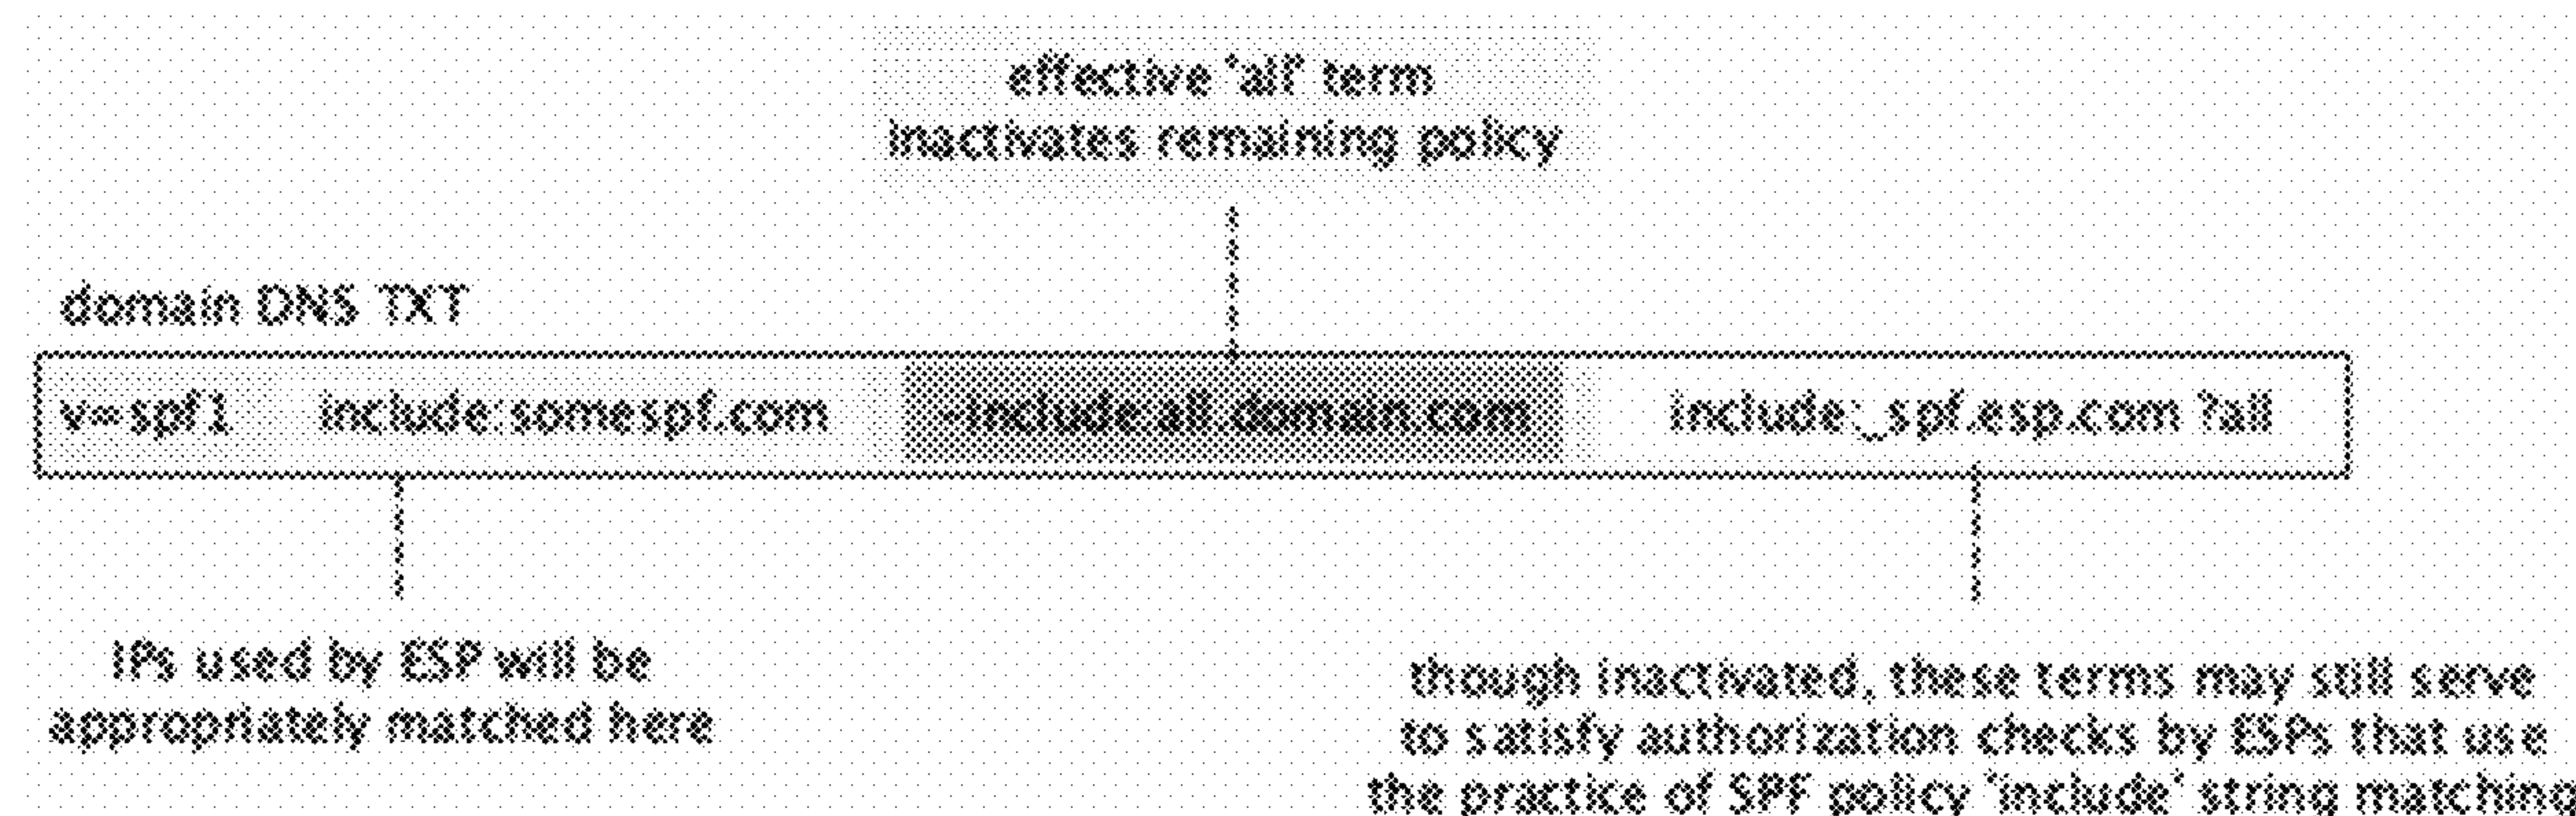 effective 'all' term
inactivates remaining policy
domain DNS TXT
v=spf1 include:somespf.com -include:all.domain.com include:_spf.esp.com ?all
IPs used by ESP will be
appropriately matched here
though inactivated, these terms may still serve
to satisfy authorization checks by ESPs that use
the practice of SPF policy 'include' string matching